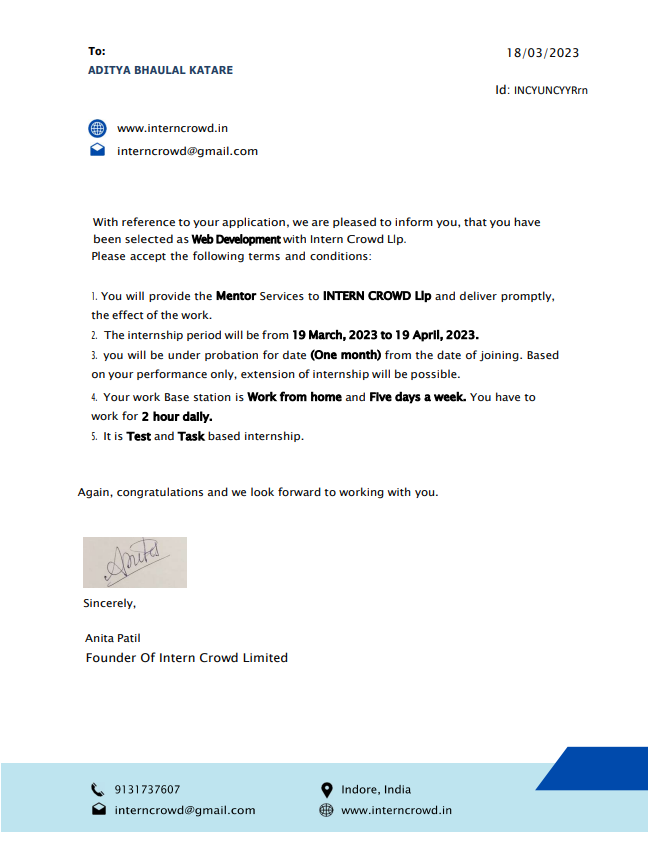 To:
18/03/2023
ADITYA BHAULAL KATARE
Id: INCYUNCYYRrn
www.interncrowd.in
interncrowd@gmail.com
With reference to your application, we are pleased to inform you, that you have
been selected as Web Development with Intern Crowd Llp.
Please accept the following terms and conditions:
1. You will provide the Mentor Services to INTERN CROWD Llp and deliver promptly,
the effect of the work.
2. The internship period will be from 19 March, 2023 to 19 April, 2023.
3. you will be under probation for date (One month) from the date of joining. Based
on your performance only, extension of internship will be possible.
4. Your work Base station is Work from home and Five days a week. You have to
work for 2 hour daily.
5. It is Test and Task based internship.
Again, congratulations and we look forward to working with you.
Anita
Sincerely,
Anita Patil
Founder Of Intern Crowd Limited
9131737607
Indore, India
interncrowd@gmail.com
www.interncrowd.in